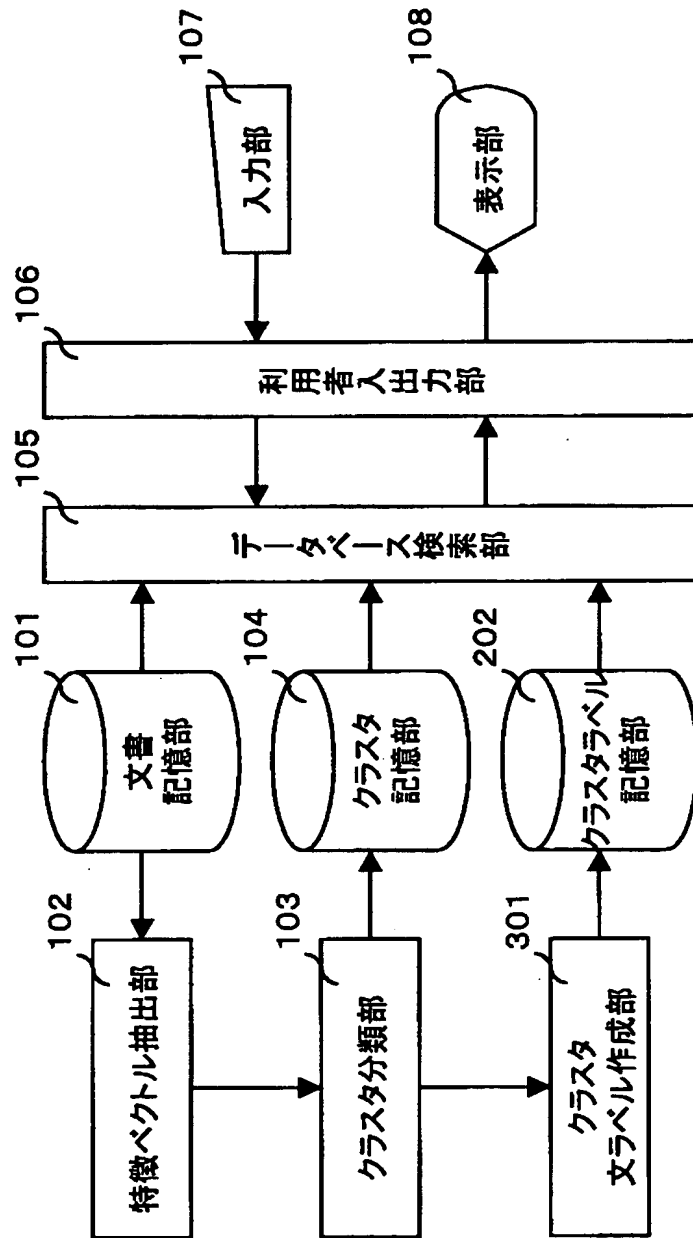 102
特徴ベクトル抽出部
101
文書
記憶部
105
データベース検索部
106
利用者入出力部
107
入力部
103
クラスタ分類部
104
クラスタ
記憶部
108
表示部
301
クラスタ
文ラベル作成部
202
クラスタラベル
記憶部